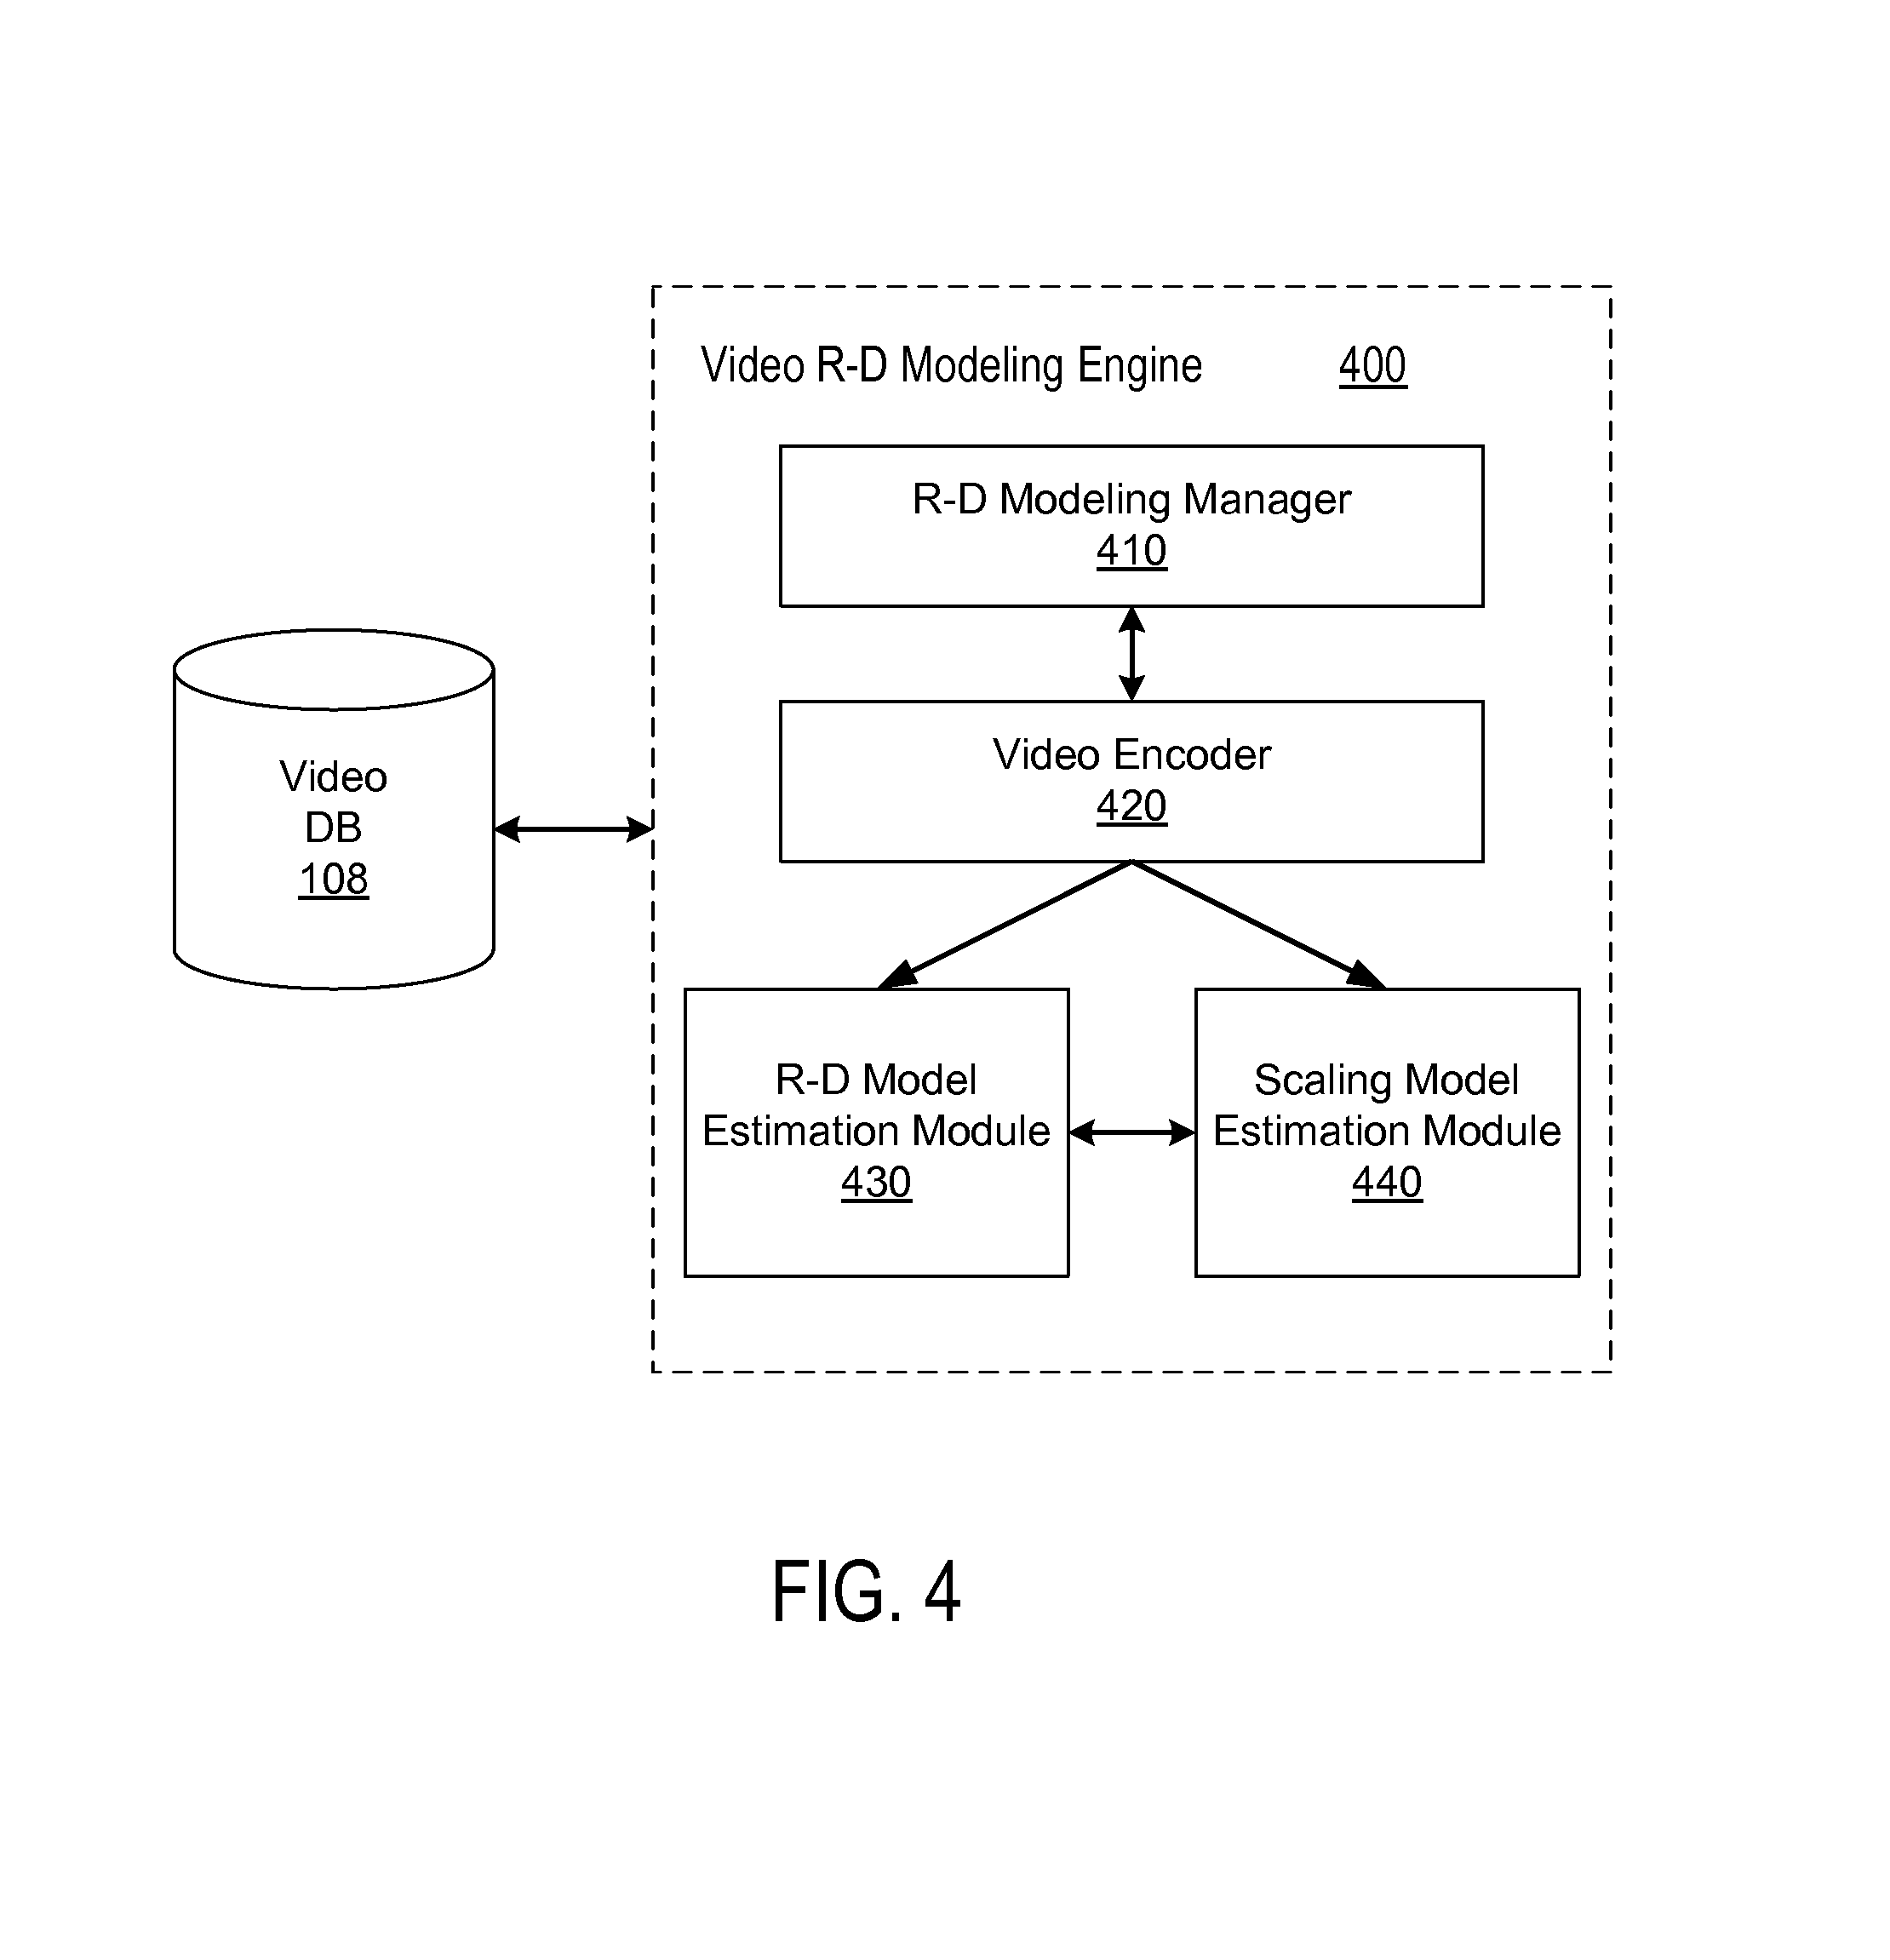 Video R-D Modeling Engine 400
R-D Modeling Manager
410
Video Encoder
420
Video
DB
108
R-D Model
Estimation Module
430
Scaling Model
Estimation Module
440
FIG. 4